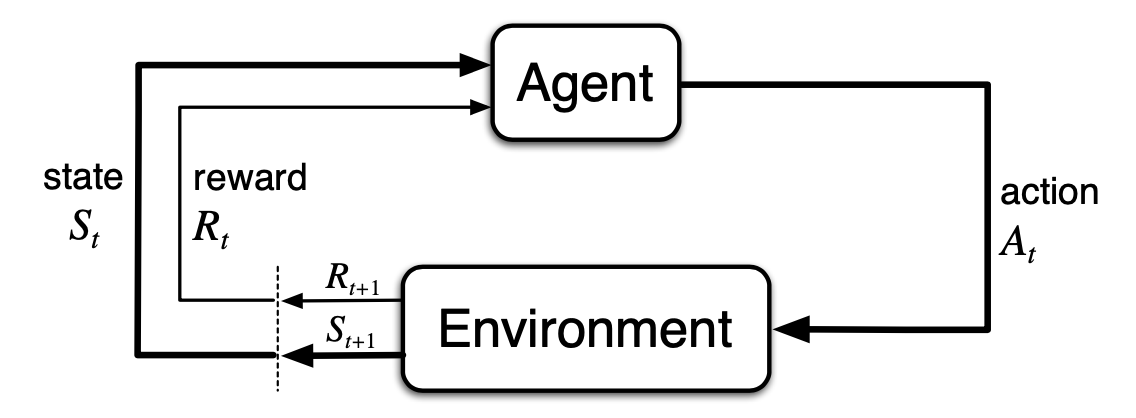 Agent
state
S_t
reward
R_t
action
A_t
R_{t+1}
S_{t+1}
Environment